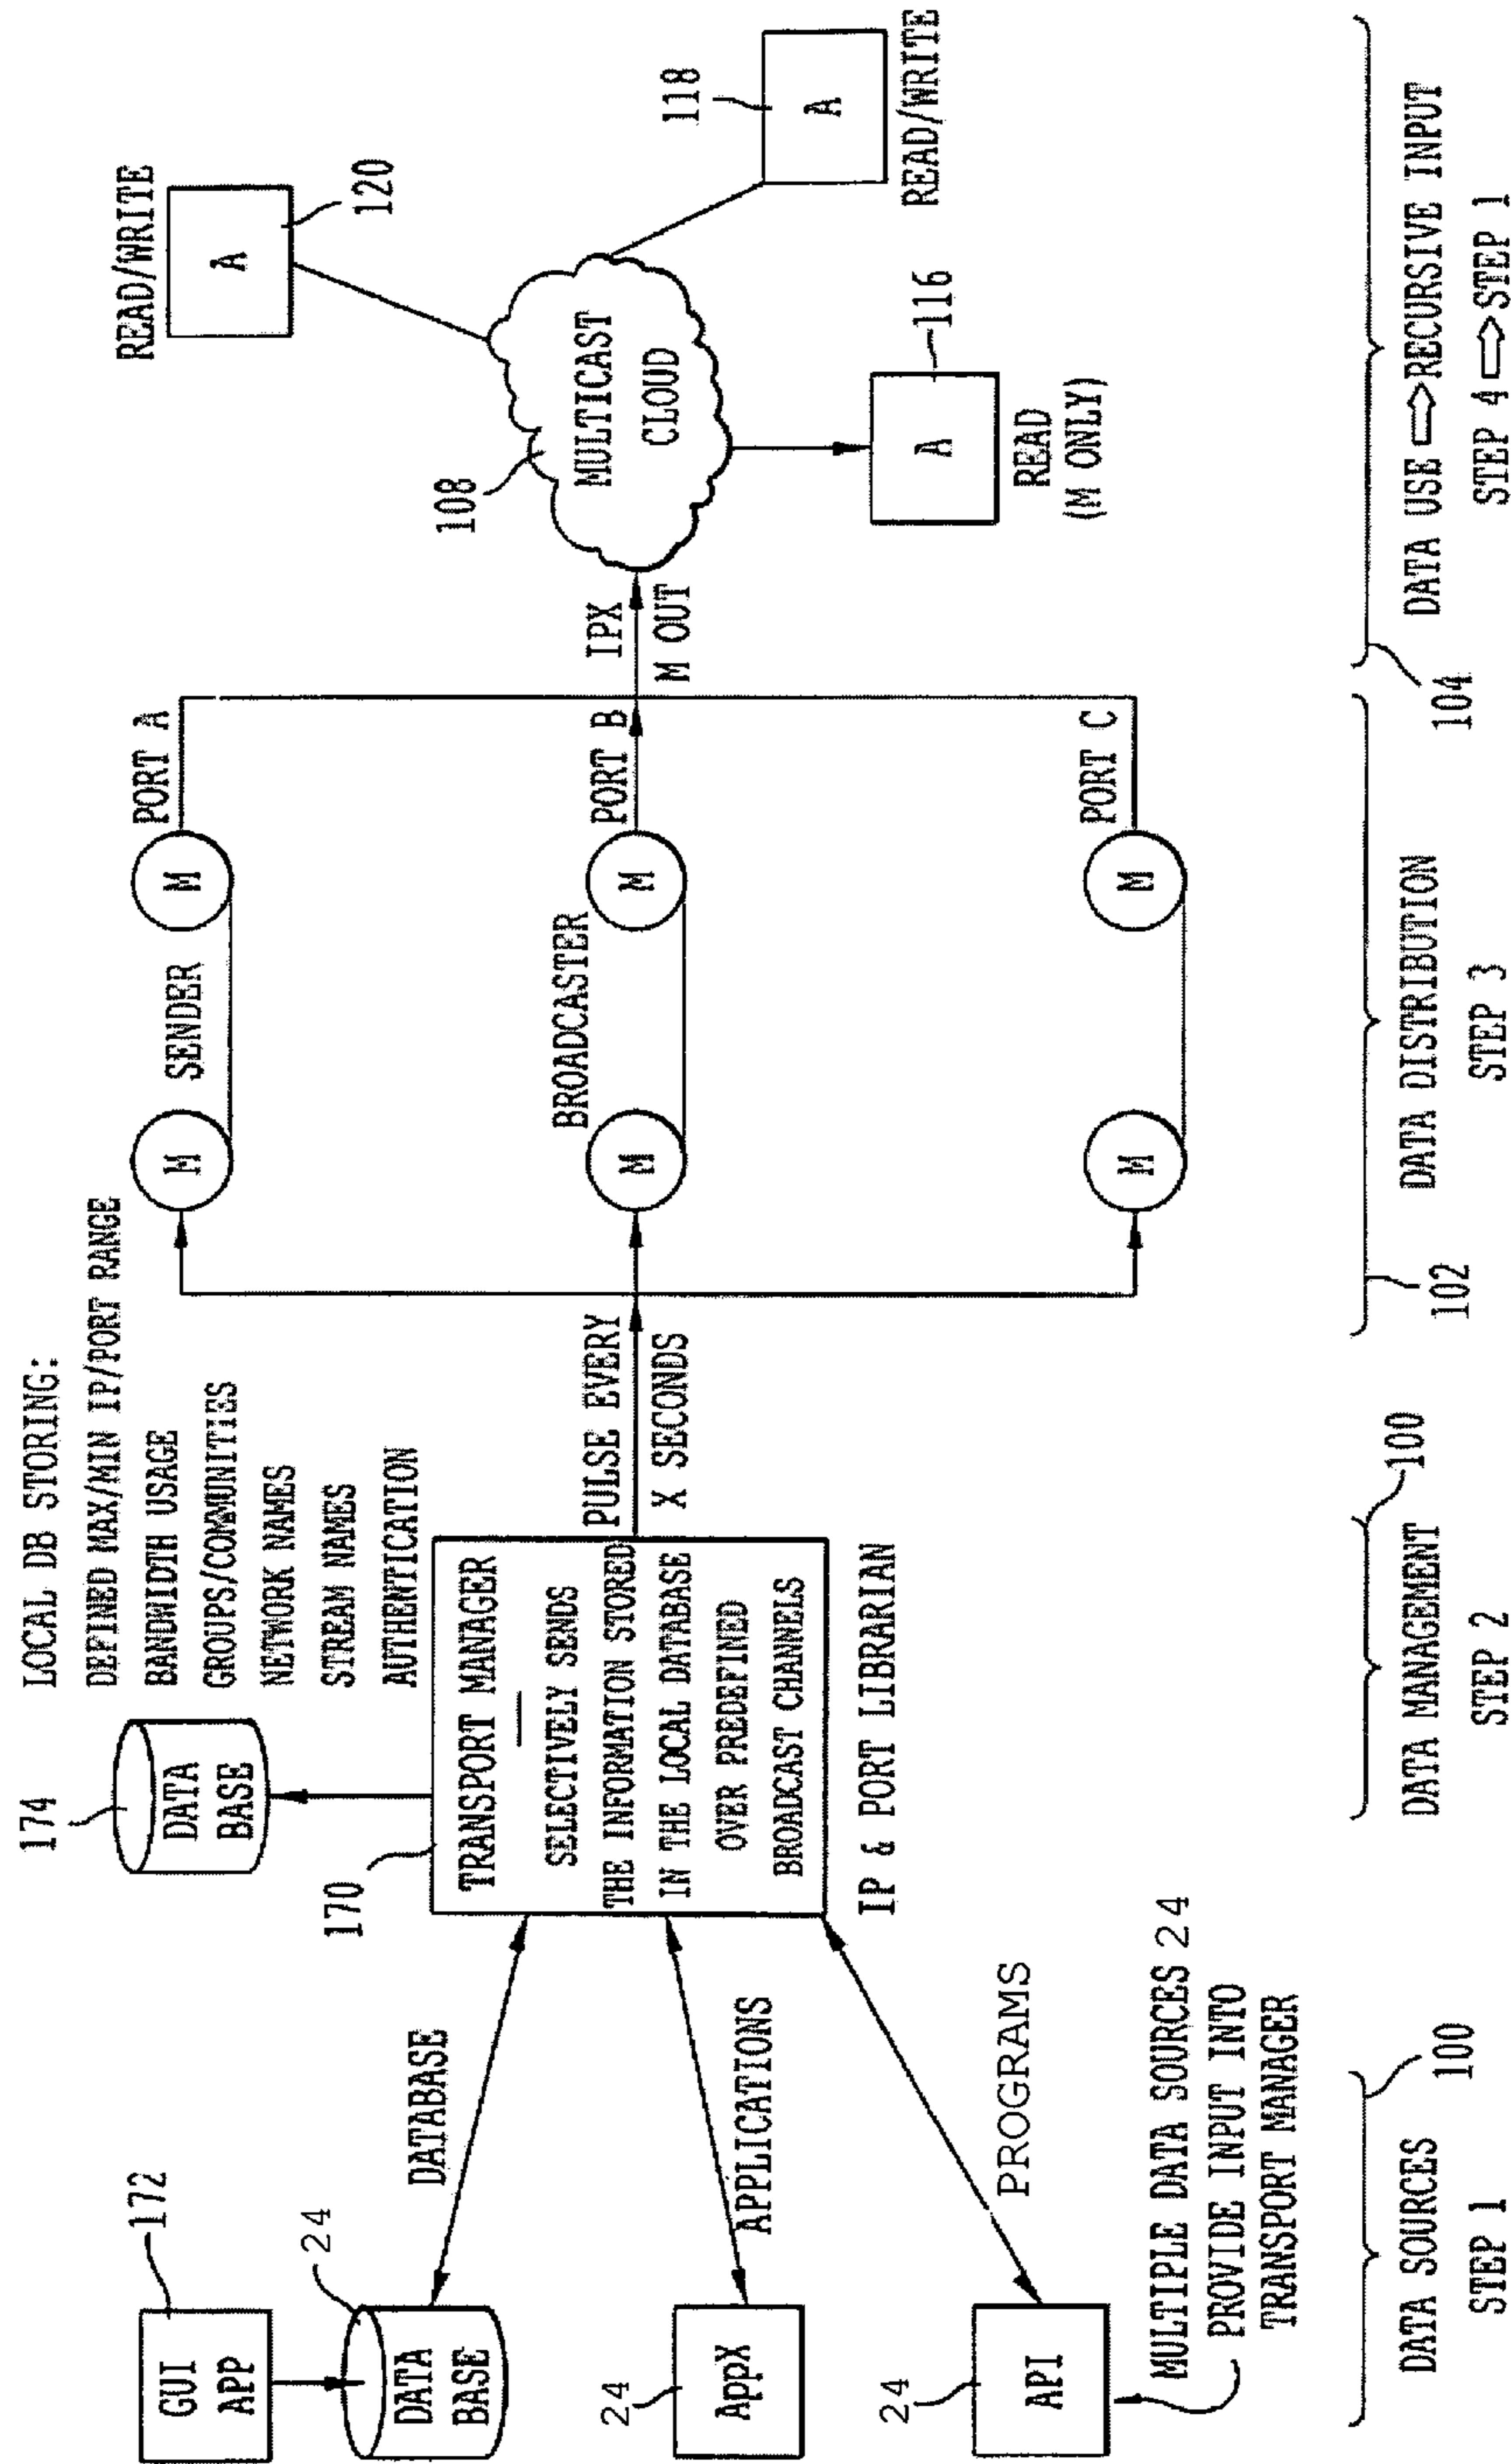 GUI
APP
172
24
DATA
BASE
DATABASE
24
AppX
APPLICATIONS
24
API
PROGRAMS
MULTIPLE DATA SOURCES 24
PROVIDE INPUT INTO
TRANSPORT MANAGER
100
DATA SOURCES
STEP 1
174
DATA
BASE
LOCAL DB STORING:
DEFINED MAX/MIN IP/PORT RANGE
BANDWIDTH USAGE
GROUPS/COMMUNITIES
NETWORK NAMES
STREAM NAMES
AUTHENTICATION
170
TRANSPORT MANAGER
SELECTIVELY SENDS
THE INFORMATION STORED
IN THE LOCAL DATABASE
OVER PREDEFINED
BROADCAST CHANNELS
IP & PORT LIBRARIAN
PULSE EVERY
X SECONDS
100
DATA MANAGEMENT
STEP 2
M
SENDER
M
PORT A
M
BROADCASTER
M
PORT B
M
M
PORT C
102
DATA DISTRIBUTION
STEP 3
IPX
M OUT
108
MULTICAST
CLOUD
READ/WRITE
A
120
118
A
READ/WRITE
116
A
READ
(M ONLY)
104
DATA USE ⇨ RECURSIVE INPUT
STEP 4 ⇨ STEP 1